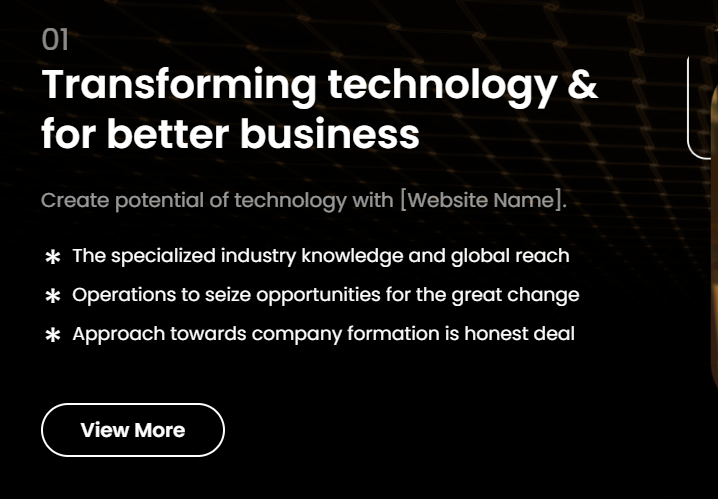 01
Transforming technology &
for better business
Create potential of technology with [Website Name].
* The specialized industry knowledge and global reach
* Operations to seize opportunities for the great change
* Approach towards company formation is honest deal
View More